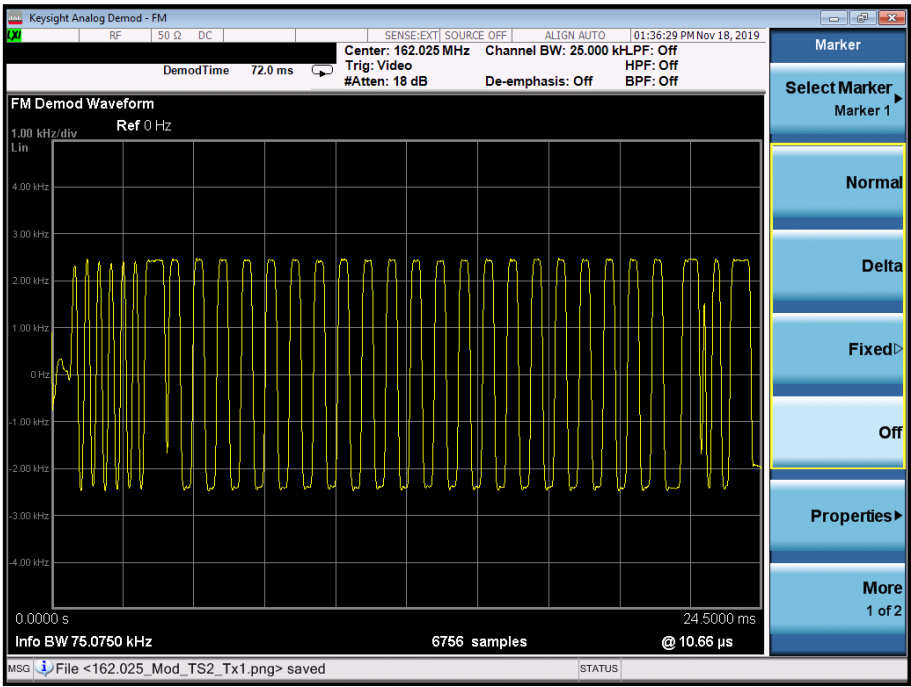 Keysight Analog Demod - FM
LXI RF 50 Ω DC SENSE:EXT SOURCE OFF ALIGN AUTO 01:36:29 PM Nov 18, 2019
Center: 162.025 MHz Channel BW: 25.000 kHLPF: Off
DemodTime 72.0 ms Trig: Video HPF: Off
#Atten: 18 dB De-emphasis: Off BPF: Off
FM Demod Waveform
Ref 0 Hz
1.00 kHz/div
Lin
4.00 kHz
3.00 kHz
2.00 kHz
1.00 kHz
0 Hz
-1.00 kHz
-2.00 kHz
-3.00 kHz
-4.00 kHz
0.0000 s 24.5000 ms
Info BW 75.0750 kHz 6756 samples @ 10.66 µs
MSG File <162.025_Mod_TS2_Tx1.png> saved STATUS
Marker
Select Marker
Marker 1
Normal
Delta
Fixed
Off
Properties
More
1 of 2